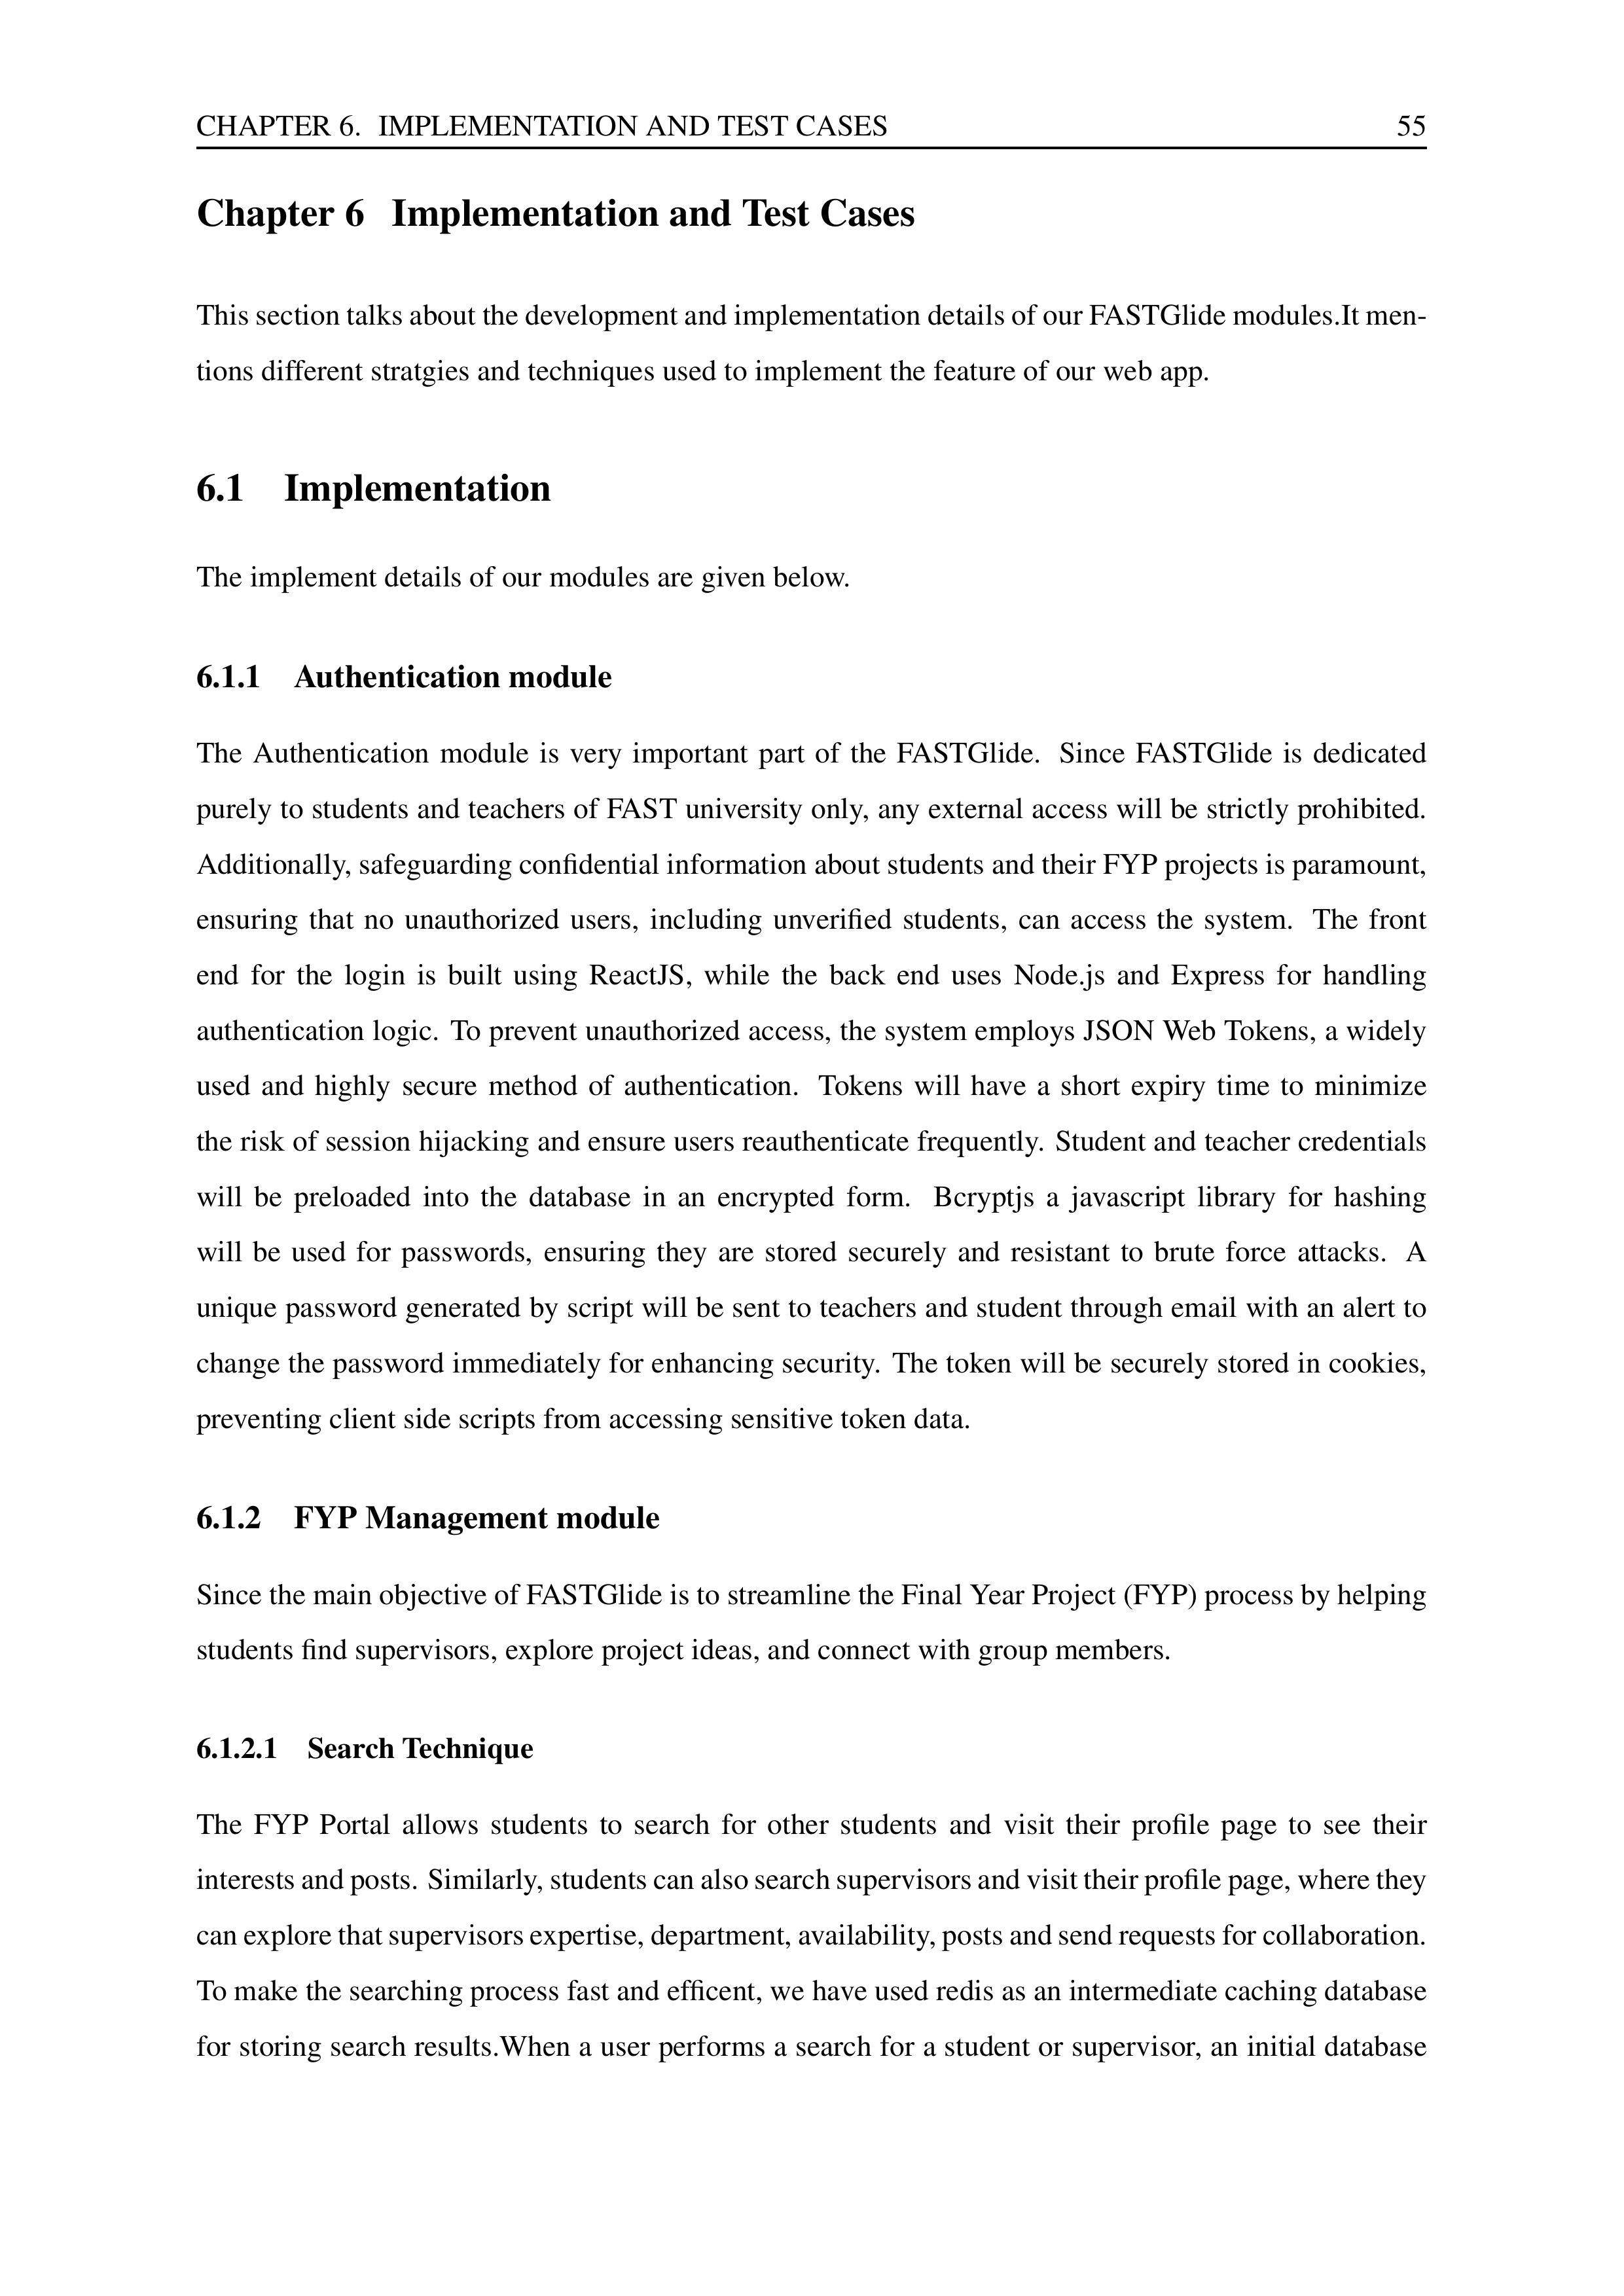 CHAPTER 6. IMPLEMENTATION AND TEST CASES 55
Chapter 6 Implementation and Test Cases
This section talks about the development and implementation details of our FASTGlide modules.It men-
tions different stratgies and techniques used to implement the feature of our web app.
6.1 Implementation
The implement details of our modules are given below.
6.1.1 Authentication module
The Authentication module is very important part of the FASTGlide. Since FASTGlide is dedicated
purely to students and teachers of FAST university only, any external access will be strictly prohibited.
Additionally, safeguarding confidential information about students and their FYP projects is paramount,
ensuring that no unauthorized users, including unverified students, can access the system. The front
end for the login is built using ReactJS, while the back end uses Node.js and Express for handling
authentication logic. To prevent unauthorized access, the system employs JSON Web Tokens, a widely
used and highly secure method of authentication. Tokens will have a short expiry time to minimize
the risk of session hijacking and ensure users reauthenticate frequently. Student and teacher credentials
will be preloaded into the database in an encrypted form. Bcryptjs a javascript library for hashing
will be used for passwords, ensuring they are stored securely and resistant to brute force attacks. A
unique password generated by script will be sent to teachers and student through email with an alert to
change the password immediately for enhancing security. The token will be securely stored in cookies,
preventing client side scripts from accessing sensitive token data.
6.1.2 FYP Management module
Since the main objective of FASTGlide is to streamline the Final Year Project (FYP) process by helping
students find supervisors, explore project ideas, and connect with group members.
6.1.2.1 Search Technique
The FYP Portal allows students to search for other students and visit their profile page to see their
interests and posts. Similarly, students can also search supervisors and visit their profile page, where they
can explore that supervisors expertise, department, availability, posts and send requests for collaboration.
To make the searching process fast and efficent, we have used redis as an intermediate caching database
for storing search results.When a user performs a search for a student or supervisor, an initial database